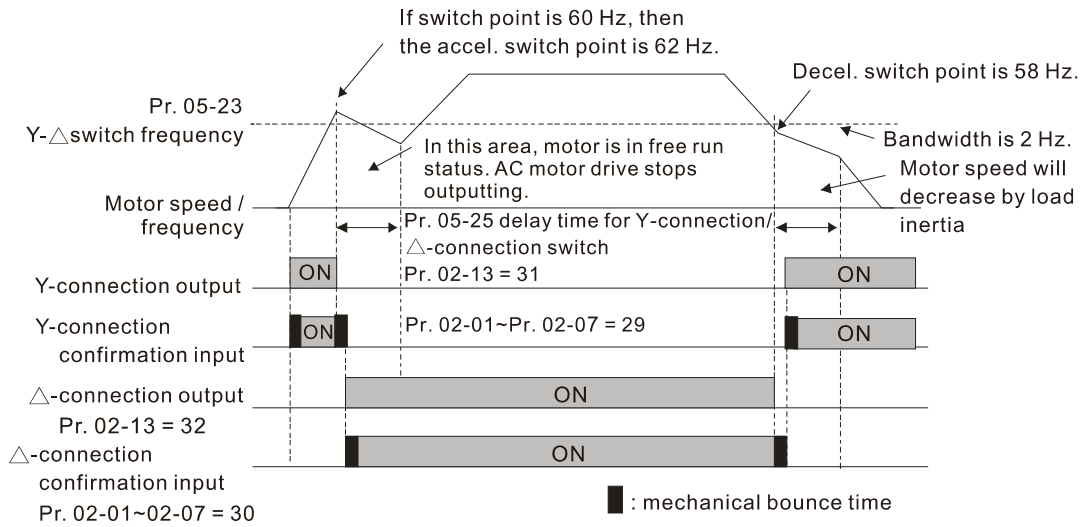 If switch point is 60 Hz, then
the accel. switch point is 62 Hz.
Decel. switch point is 58 Hz.
Pr. 05-23
Y-△switch frequency
Bandwidth is 2 Hz.
In this area, motor is in free run
status. AC motor drive stops
outputting.
Motor speed will
decrease by load
inertia
Motor speed /
frequency
Pr. 05-25 delay time for Y-connection/
△-connection switch
Pr. 02-13 = 31
Y-connection output
ON
ON
Y-connection
confirmation input
ON
Pr. 02-01~Pr. 02-07 = 29
ON
△-connection output
Pr. 02-13 = 32
ON
△-connection
confirmation input
Pr. 02-01~02-07 = 30
ON
: mechanical bounce time